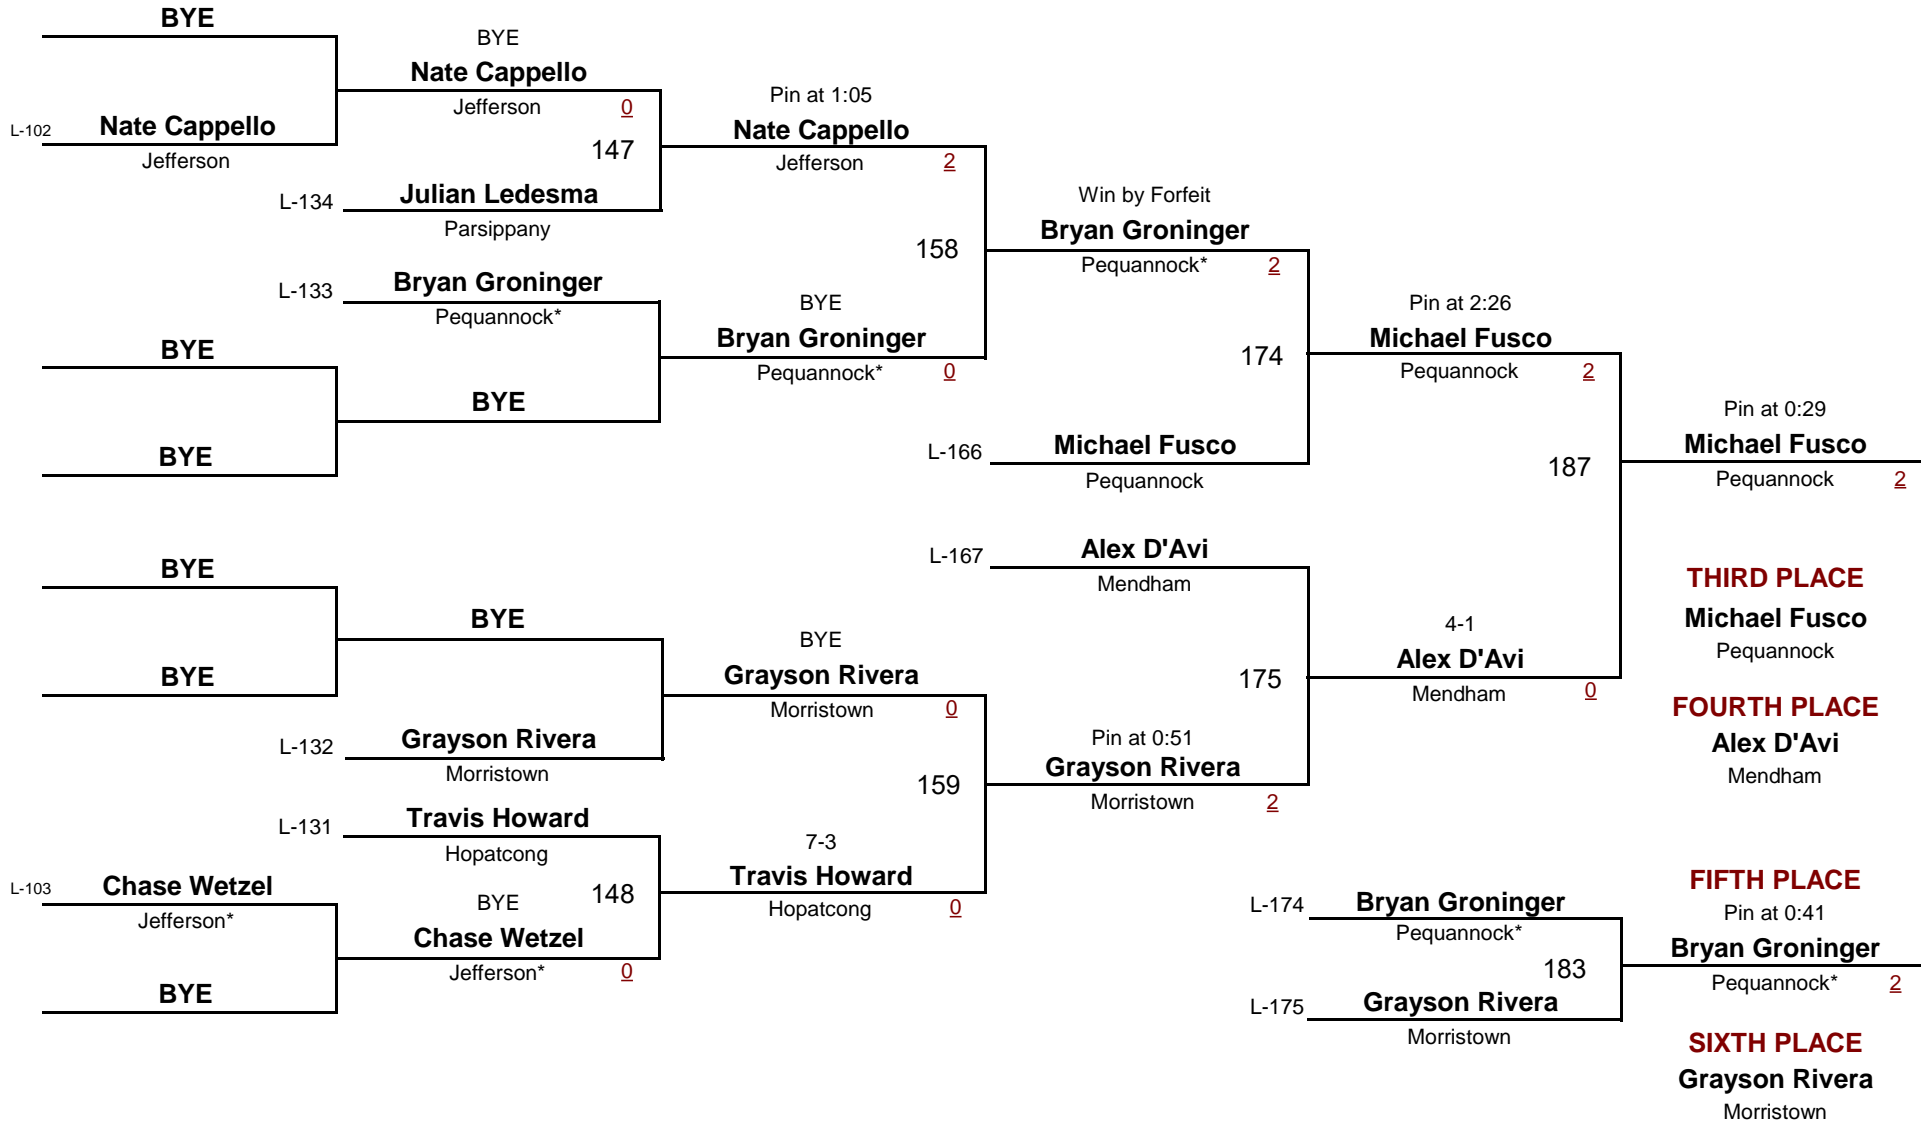 BYE
L-102
Nate Cappello
Jefferson
BYE
Nate Cappello
Jefferson
0
147
L-134
Julian Ledesma
Parsippany
Pin at 1:05
Nate Cappello
Jefferson
2
158
L-133
Bryan Groninger
Pequannock*
BYE
BYE
BYE
BYE
Bryan Groninger
Pequannock*
0
Win by Forfeit
Bryan Groninger
Pequannock*
2
174
L-166
Michael Fusco
Pequannock
Pin at 2:26
Michael Fusco
Pequannock
2
187
Pin at 0:29
Michael Fusco
Pequannock
2
BYE
BYE
BYE
L-132
Grayson Rivera
Morristown
BYE
Grayson Rivera
Morristown
0
159
L-131
Travis Howard
Hopatcong
148
L-103
Chase Wetzel
Jefferson*
BYE
BYE
Chase Wetzel
Jefferson*
0
7-3
Travis Howard
Hopatcong
0
L-167
Alex D'Avi
Mendham
175
Pin at 0:51
Grayson Rivera
Morristown
2
4-1
Alex D'Avi
Mendham
0
THIRD PLACE
Michael Fusco
Pequannock
FOURTH PLACE
Alex D'Avi
Mendham
L-174
Bryan Groninger
Pequannock*
183
L-175
Grayson Rivera
Morristown
FIFTH PLACE
Pin at 0:41
Bryan Groninger
Pequannock*
2
SIXTH PLACE
Grayson Rivera
Morristown